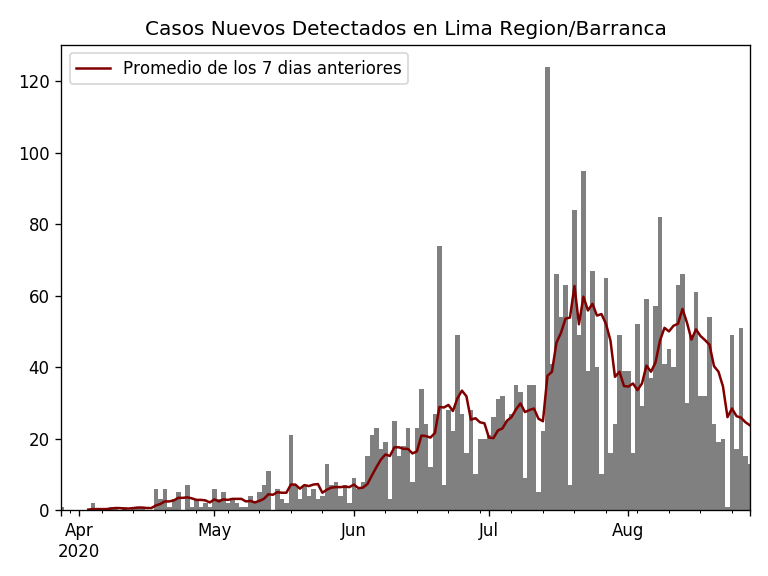 Casos Nuevos Detectados en Lima Region/Barranca
Promedio de los 7 dias anteriores
120
100
80
60
40
20
0
Apr
2020
May
Jun
Jul
Aug